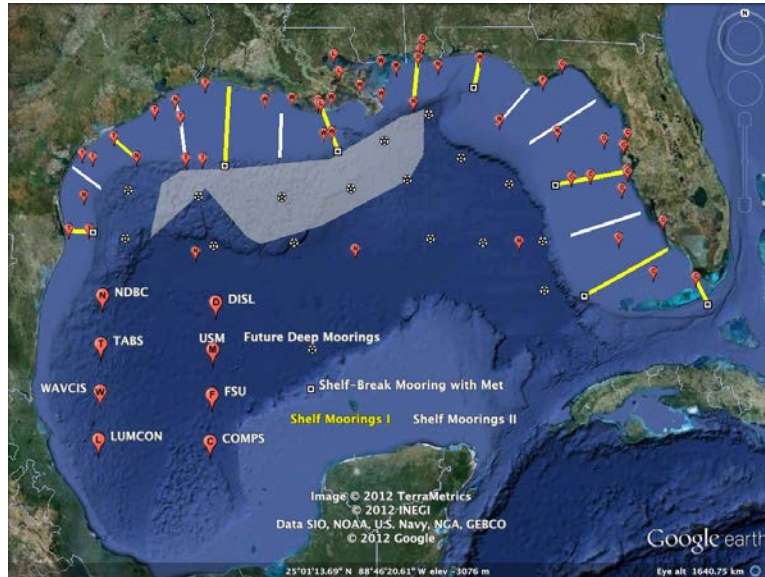 N
NDBC
DISL
TABS
USM
Future Deep Moorings
WAVCIS
FSU
Shelf-Break Mooring with Met
Shelf Moorings I
Shelf Moorings II
LUMCON
COMPS
Image © 2012 TerraMetrics
© 2012 INEGI
Data SIO, NOAA, U.S. Navy, NGA, GEBCO
© 2012 Google
Google earth
25°01'13.69" N 88°46'20.61" W elev -3076 m
Eye alt 1640.75 km